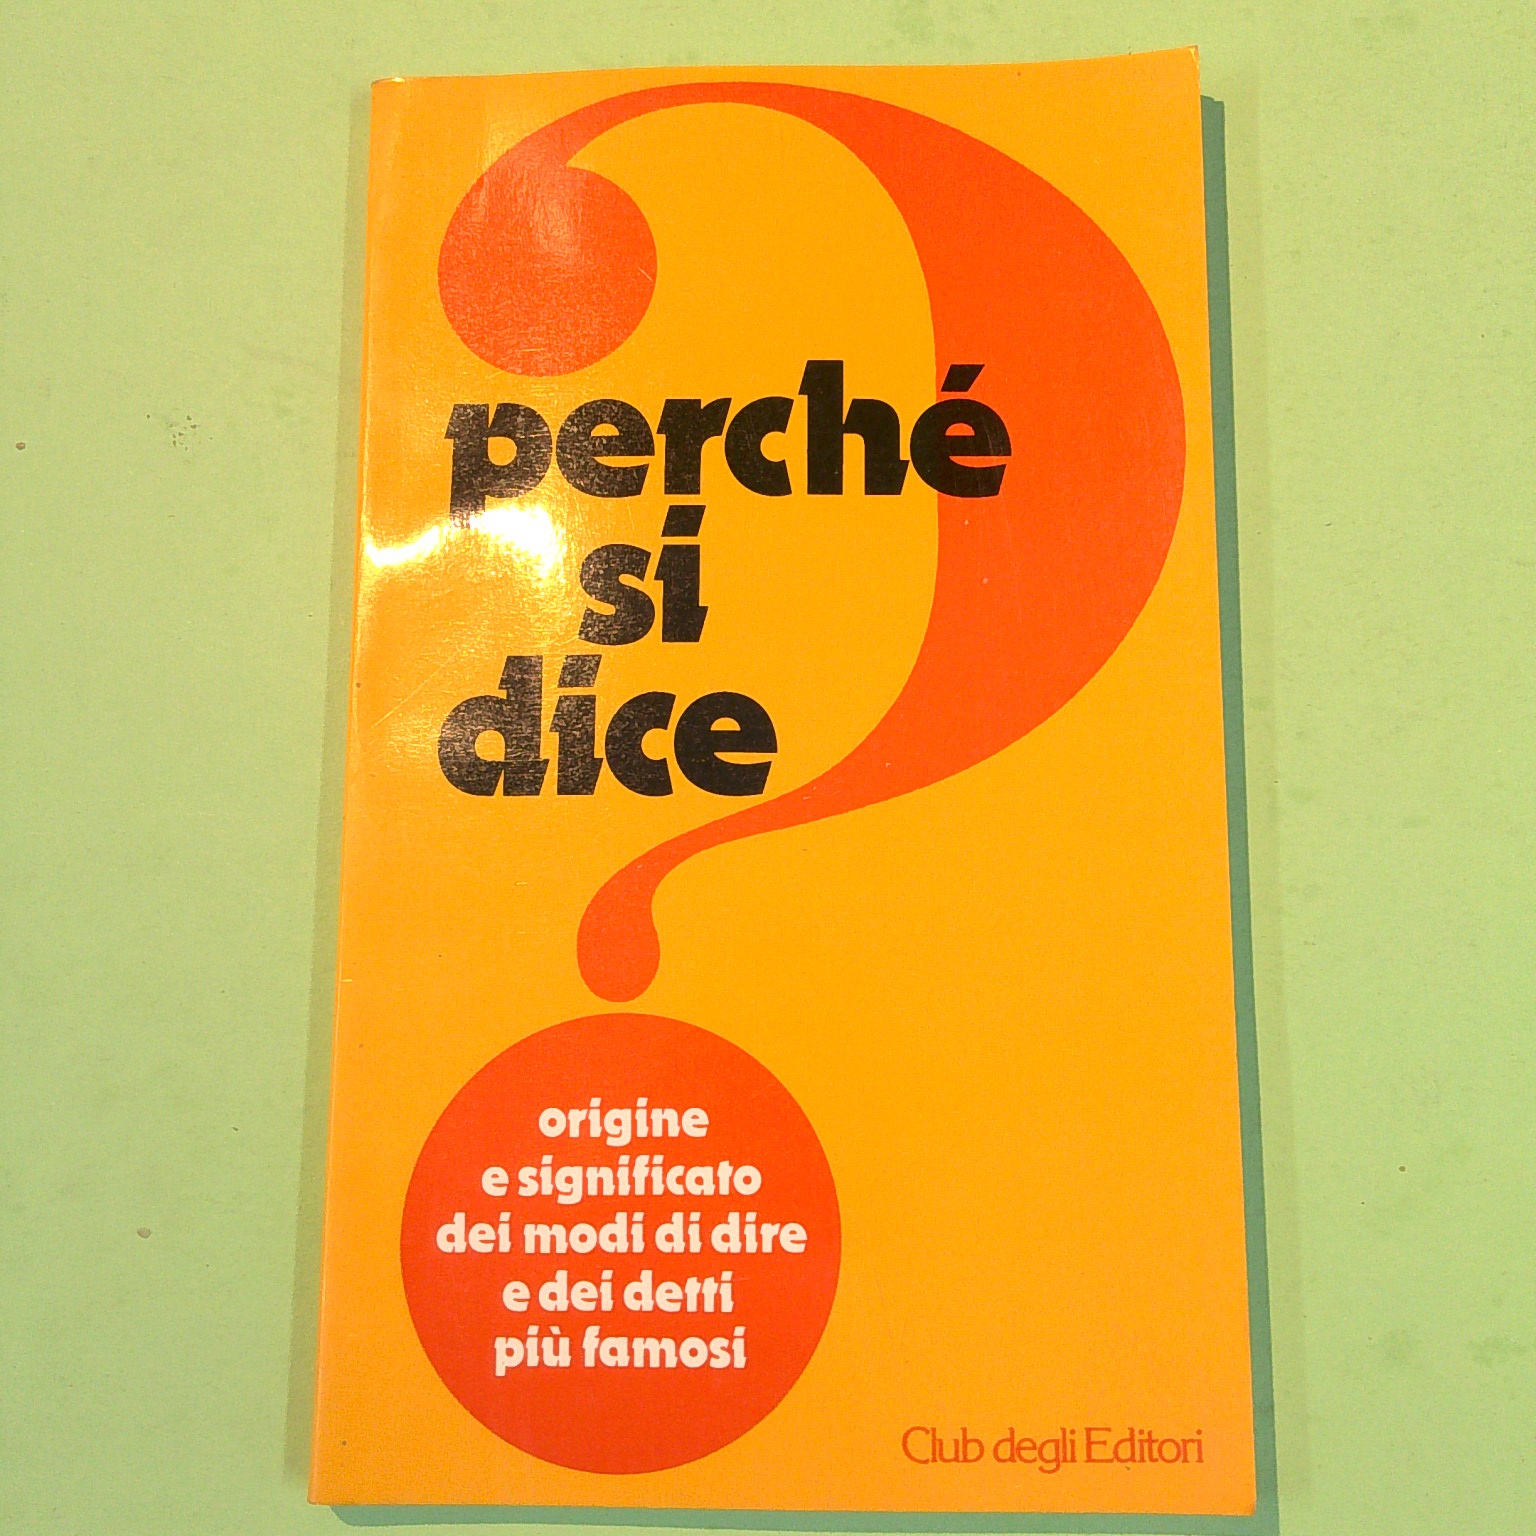 perché
si
dice
origine
e significato
dei modi di dire
e dei detti
più famosi
Club degli Editori